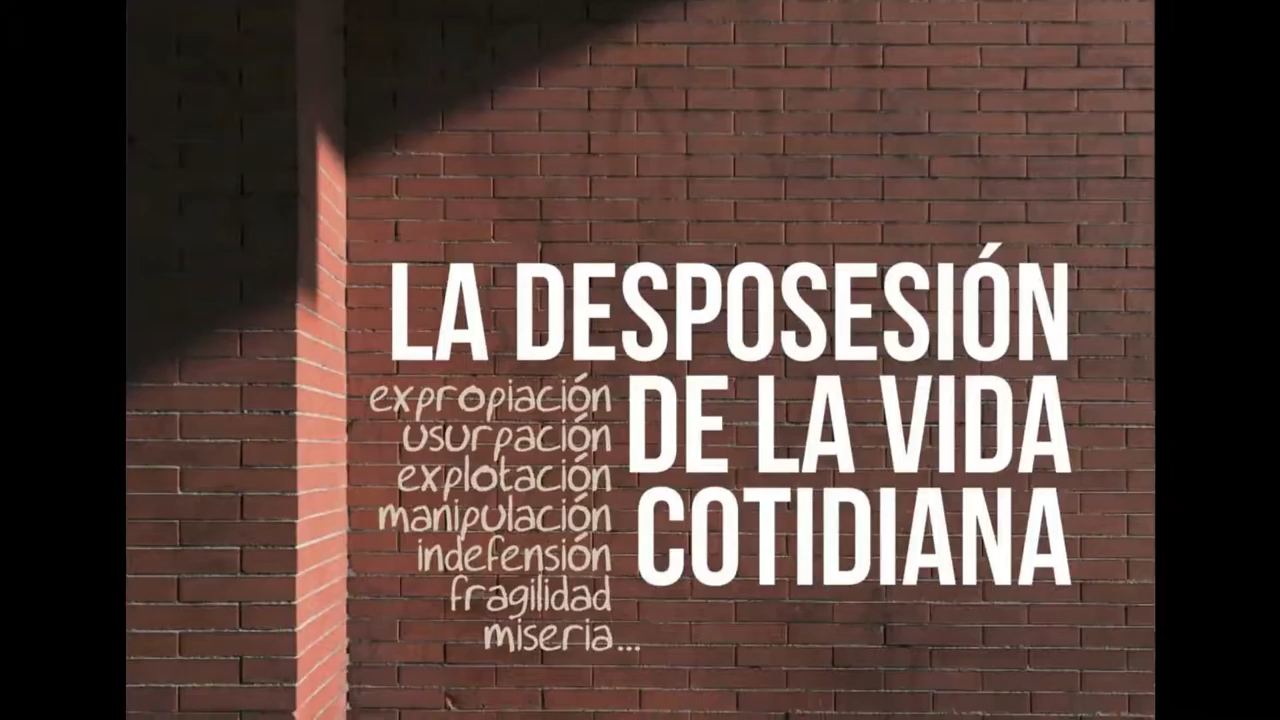 LA DESPOSESIÓN
DE LA VIDA
COTIDIANA
expropiación
usurpación
explotación
manipulación
indefensión
fragilidad
miseria...